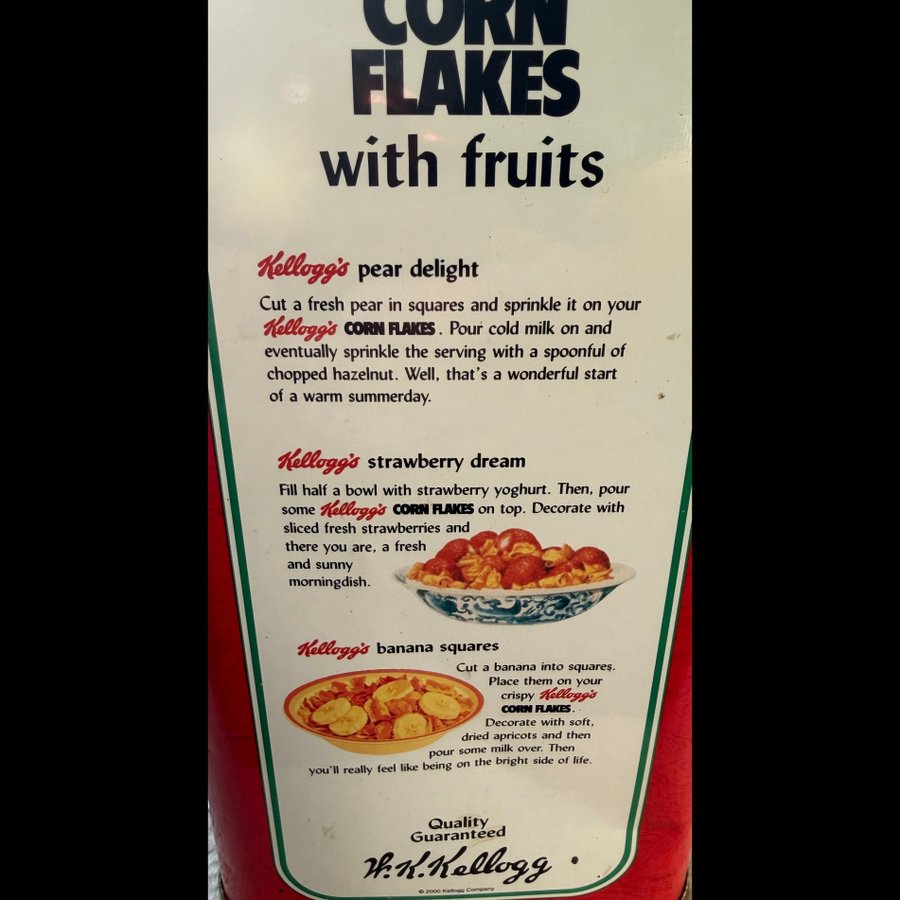 CORN
FLAKES
with fruits
Kellogg's pear delight
Cut a fresh pear in squares and sprinkle it on your
Kellogg's CORN FLAKES. Pour cold milk on and
eventually sprinkle the serving with a spoonful of
chopped hazelnut. Well, that's a wonderful start
of a warm summerday.
Kellogg's strawberry dream
Fill half a bowl with strawberry yoghurt. Then, pour
some Kellogg's CORN FLAKES on top. Decorate with
sliced fresh strawberries and
there you are, a fresh
and sunny
morningdish.
Kellogg's banana squares
Cut a banana into squares.
Place them on your
crispy Kellogg's
CORN FLAKES.
Decorate with soft,
dried apricots and then
pour some milk over. Then
you'll really feel like being on the bright side of life.
Quality
Guaranteed
W.K.Kellogg
© 2000 Kellogg Company